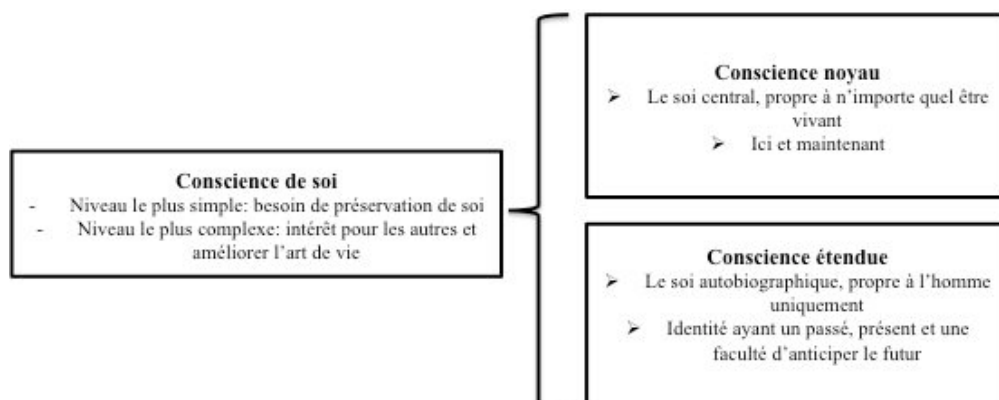 Conscience de soi
- Niveau le plus simple: besoin de préservation de soi
- Niveau le plus complexe: intérêt pour les autres et
améliorer l'art de vie
Conscience noyau
➢ Le soi central, propre à n'importe quel être
vivant
➢ Ici et maintenant
Conscience étendue
➢ Le soi autobiographique, propre à l'homme
uniquement
➢ Identité ayant un passé, présent et une
faculté d'anticiper le futur